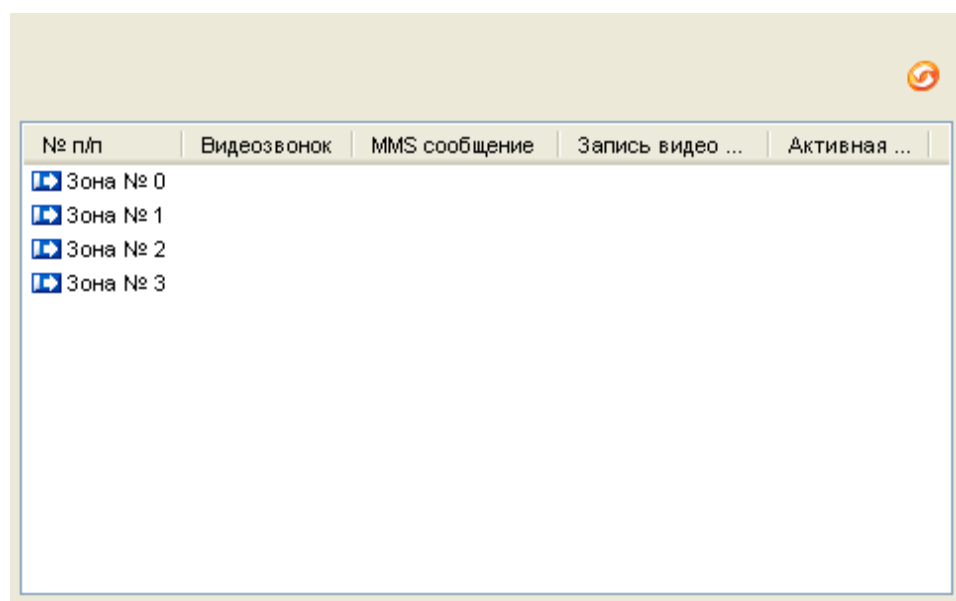 № п/п Видеозвонок MMS сообщение Запись видео ... Активная ...
Зона № 0
Зона № 1
Зона № 2
Зона № 3